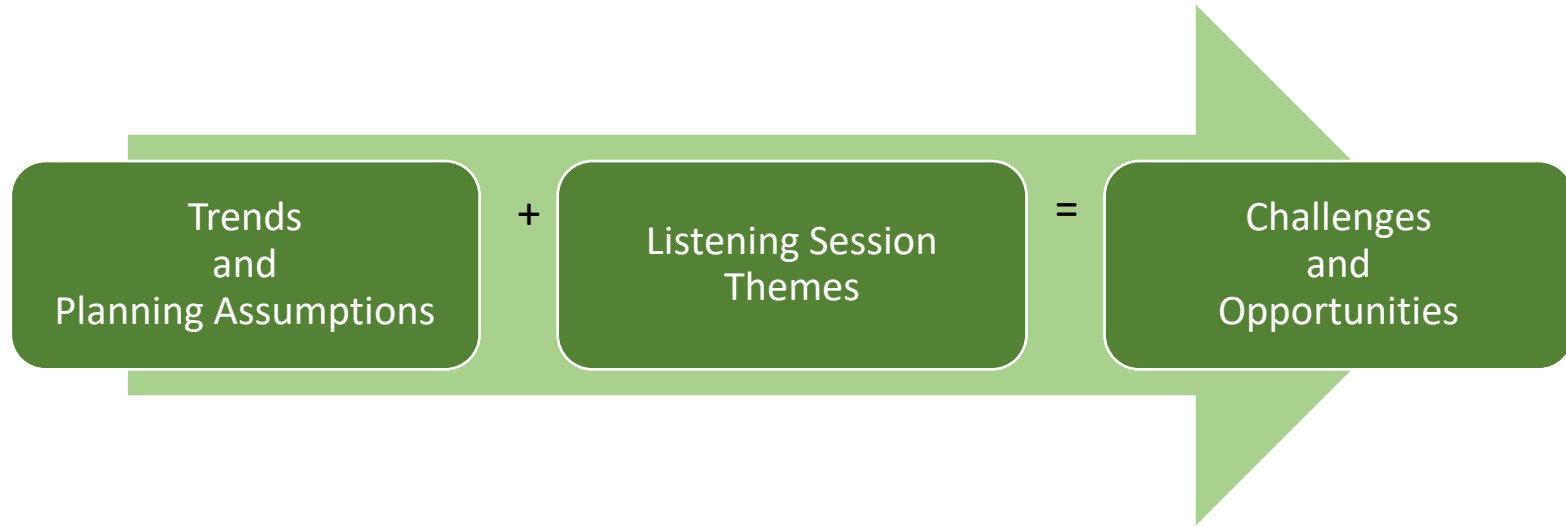 Trends
and
Planning Assumptions
+
Listening Session
Themes
=
Challenges
and
Opportunities